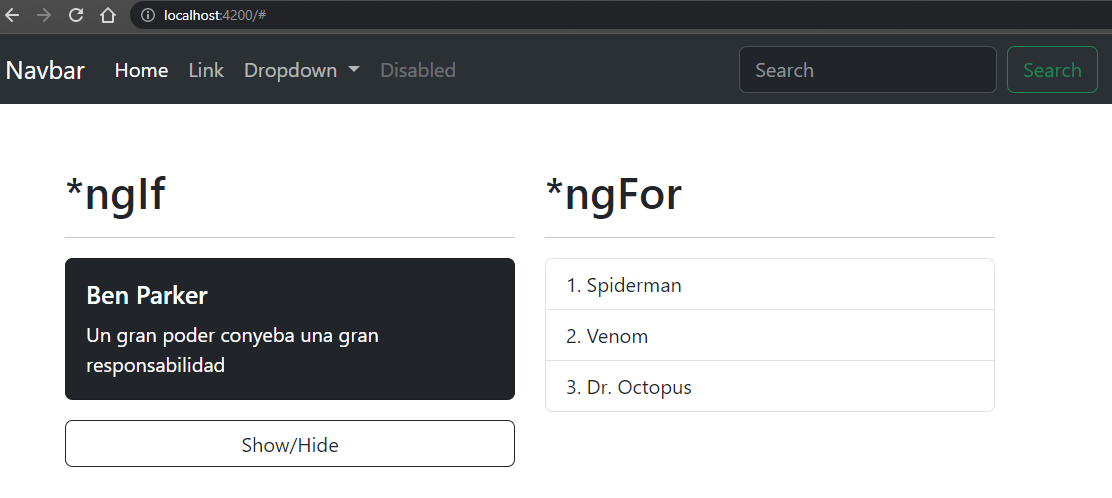 localhost:4200/#
Navbar Home Link Dropdown Disabled Search Search
*ngIf
Ben Parker
Un gran poder conyeba una gran
responsabilidad
Show/Hide
*ngFor
1. Spiderman
2. Venom
3. Dr. Octopus